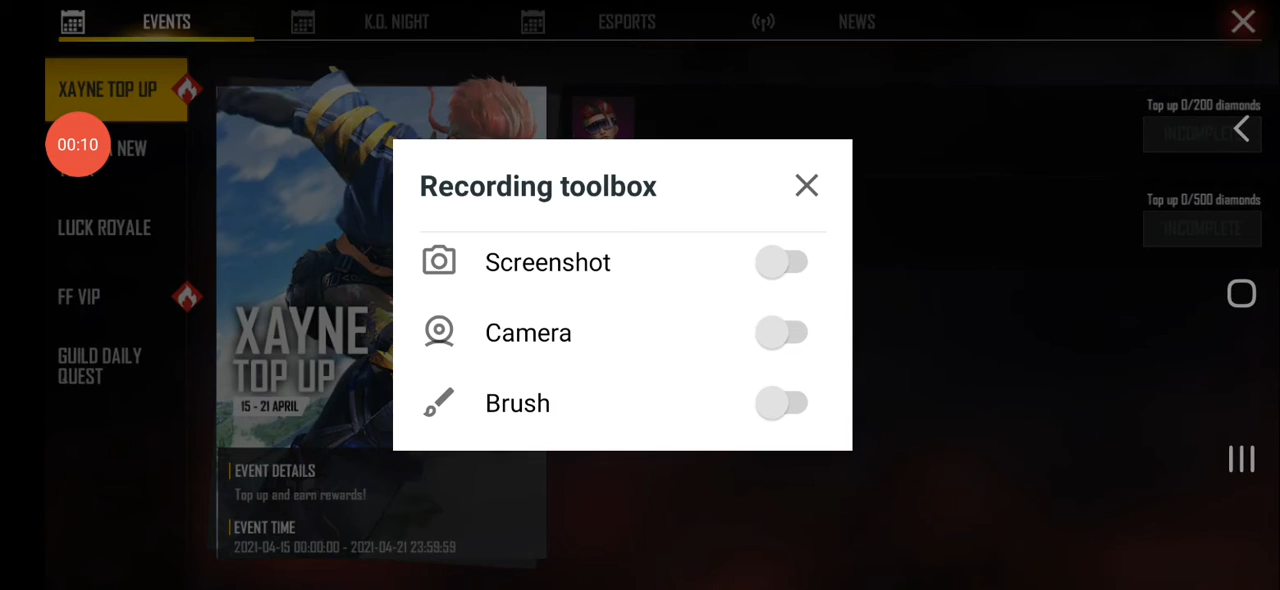 EVENTS
K.O. NIGHT
ESPORTS
NEWS
XAYNE TOP UP
00:10
NEW
LUCK ROYALE
FF VIP
GUILD DAILY
QUEST
XAYNE
TOP UP
15 - 21 APRIL
EVENT DETAILS
Top up and earn rewards!
EVENT TIME
2021-04-15 00:00:00 - 2021-04-21 23:59:59
Recording toolbox
Screenshot
Camera
Brush
Top up 0/200 diamonds
INCOMPLETE
Top up 0/500 diamonds
INCOMPLETE